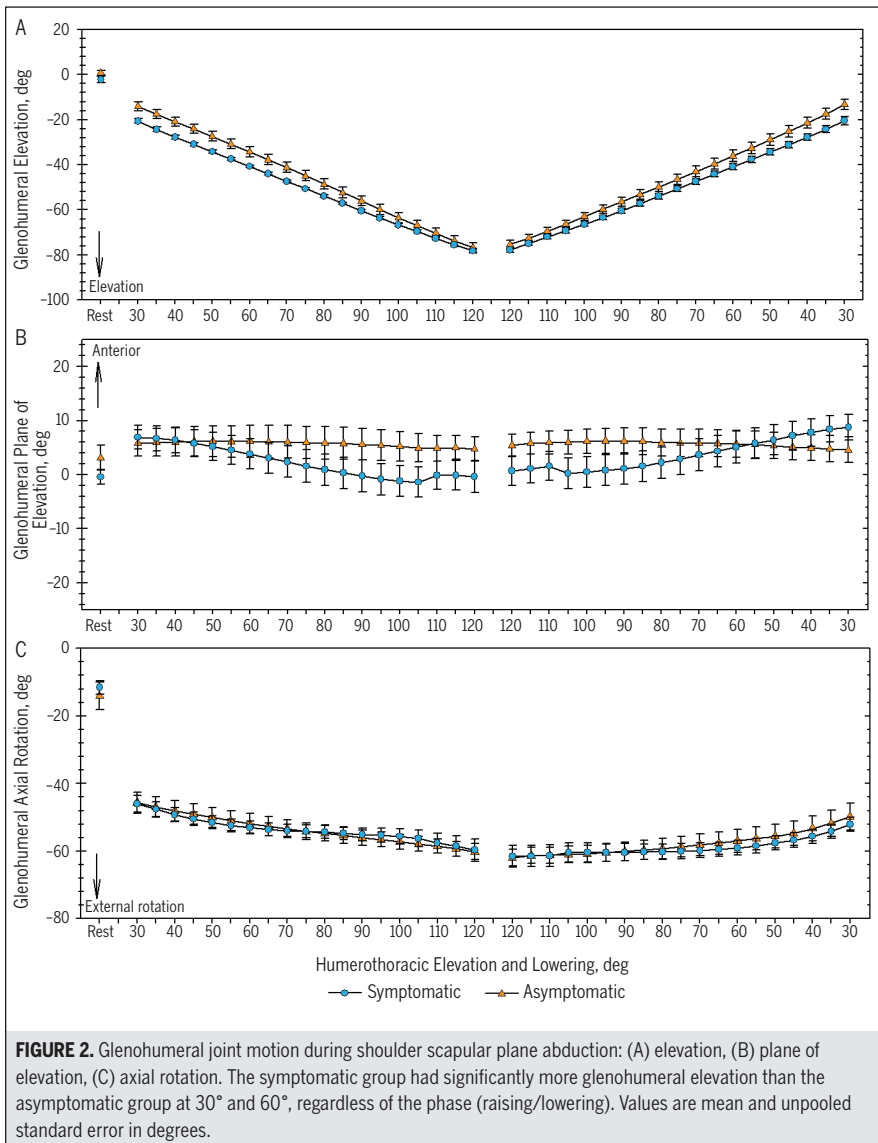 A
20
0
–20
–40
–60
–80
–100
Glenohumeral Elevation, deg
Elevation
Rest 30 40 50 60 70 80 90 100 110 120 120 110 100 90 80 70 60 50 40 30
B
Anterior
20
10
0
–10
–20
Glenohumeral Plane of
Elevation, deg
Rest 30 40 50 60 70 80 90 100 110 120 120 110 100 90 80 70 60 50 40 30
C
0
–20
–40
–60
–80
Glenohumeral Axial Rotation, deg
External rotation
Rest 30 40 50 60 70 80 90 100 110 120 120 110 100 90 80 70 60 50 40 30
Humerothoracic Elevation and Lowering, deg
Symptomatic Asymptomatic
FIGURE 2. Glenohumeral joint motion during shoulder scapular plane abduction: (A) elevation, (B) plane of
elevation, (C) axial rotation. The symptomatic group had significantly more glenohumeral elevation than the
asymptomatic group at 30° and 60°, regardless of the phase (raising/lowering). Values are mean and unpooled
standard error in degrees.